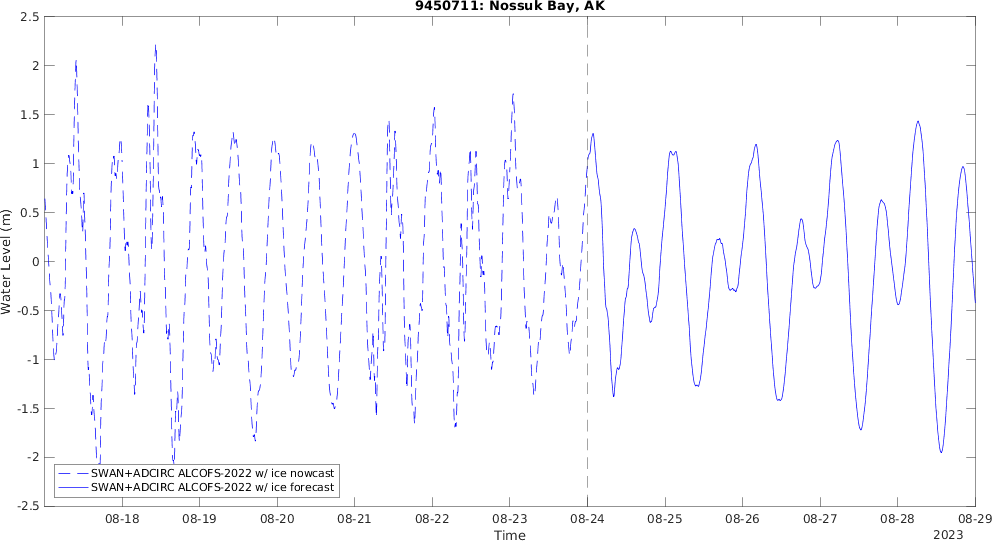 9450711: Nossuk Bay, AK
2.5
2
1.5
1
0.5
0
-0.5
-1
-1.5
-2
-2.5
Water Level (m)
SWAN+ADCIRC ALCOFS-2022 w/ ice nowcast
SWAN+ADCIRC ALCOFS-2022 w/ ice forecast
08-18 08-19 08-20 08-21 08-22 08-23 08-24 08-25 08-26 08-27 08-28 08-29
Time
2023